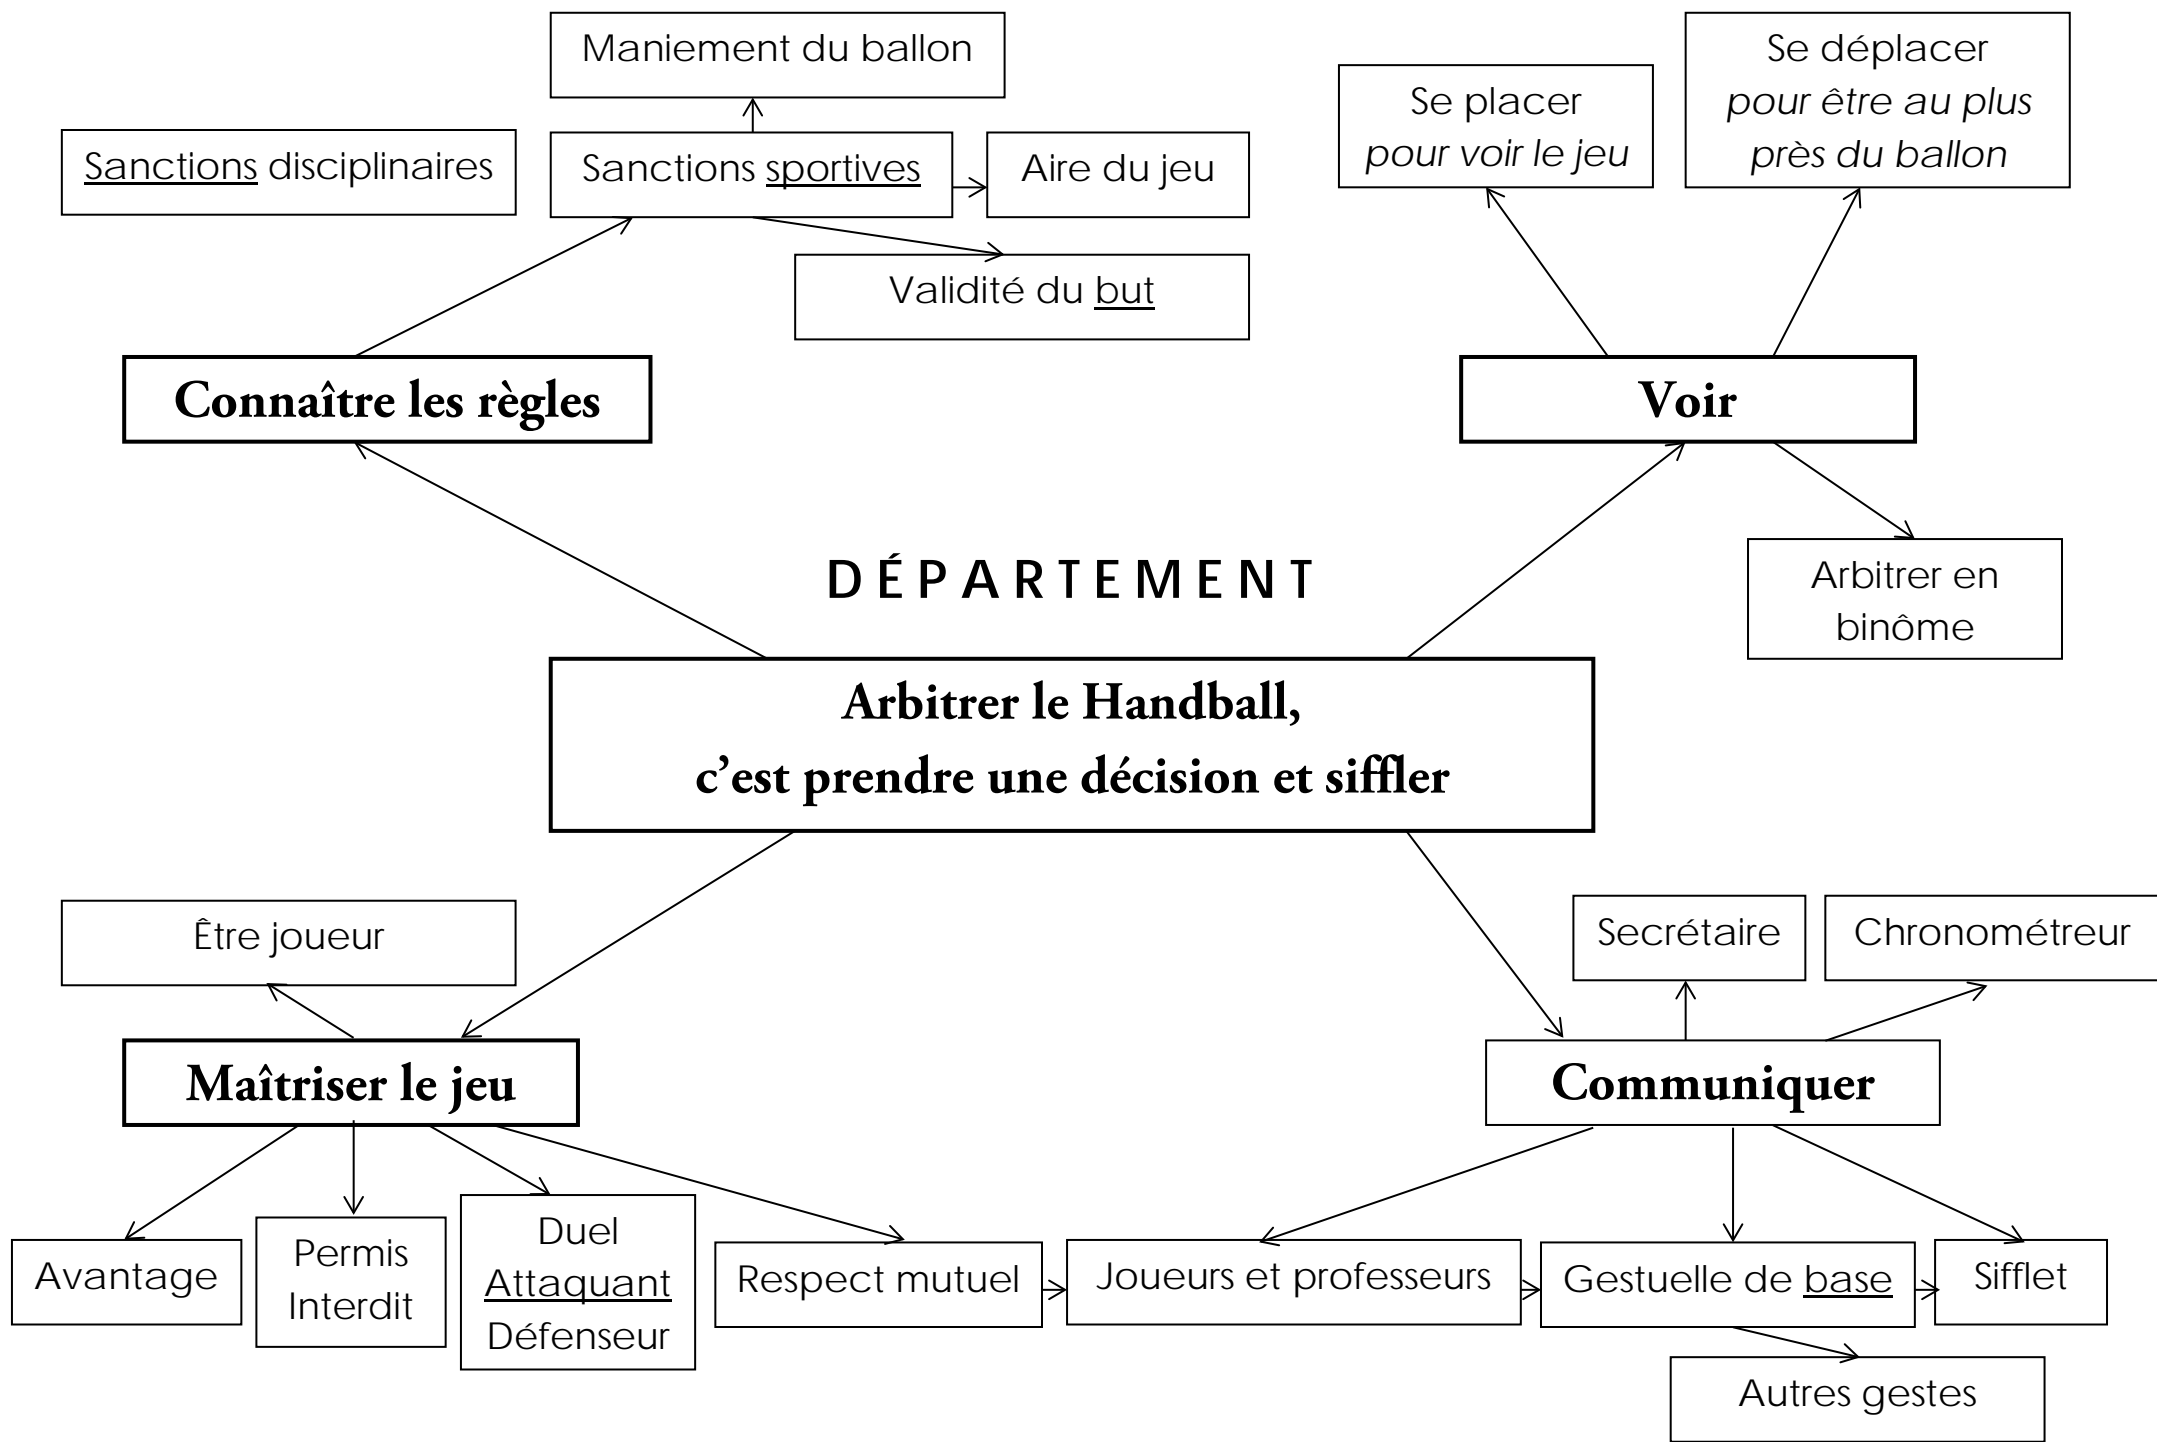 Maniement du ballon
Se déplacer
pour être au plus
près du ballon
Se placer
pour voir le jeu
Sanctions disciplinaires
Sanctions sportives
Aire du jeu
Validité du but
Connaître les règles
Voir
DÉPARTEMENT
Arbitrer en
binôme
Arbitrer le Handball,
c’est prendre une décision et siffler
Être joueur
Secrétaire
Chronométreur
Maîtriser le jeu
Communiquer
Avantage
Permis
Interdit
Duel
Attaquant
Défenseur
Respect mutuel
Joueurs et professeurs
Gestuelle de base
Sifflet
Autres gestes